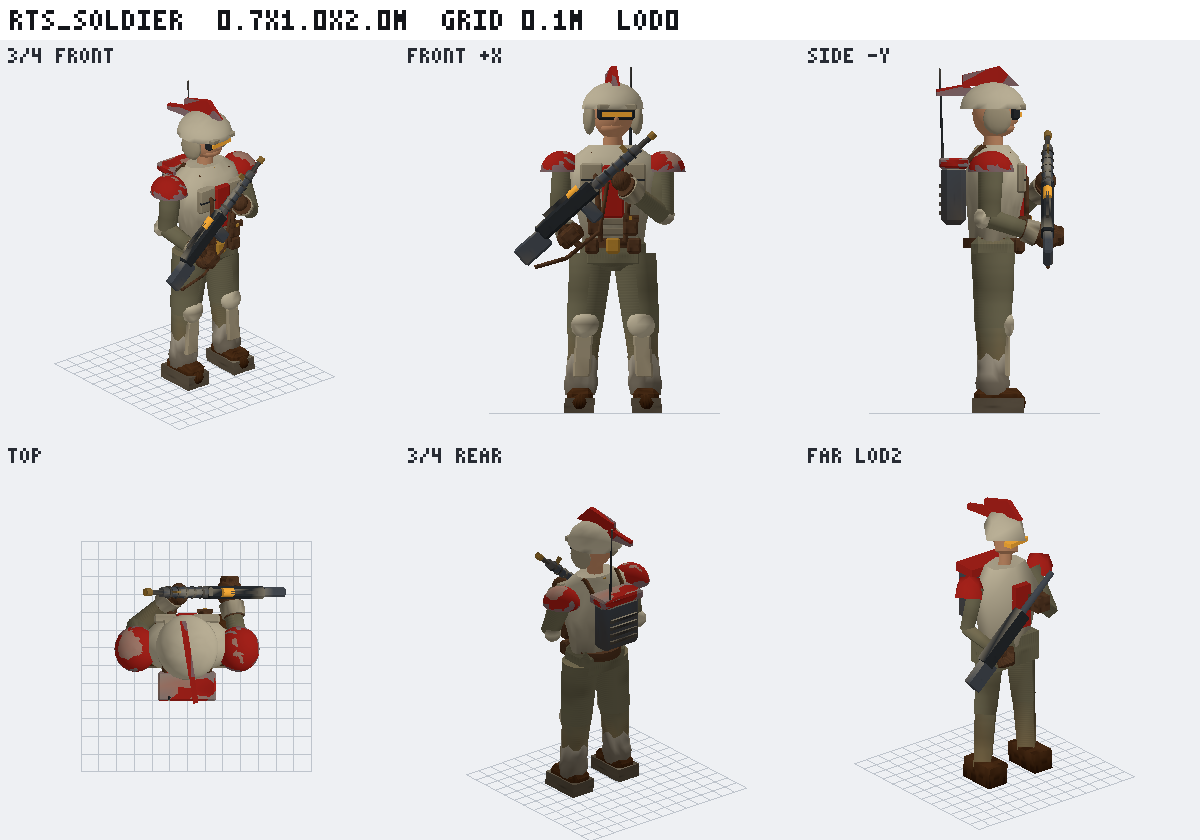 RTS_SOLDIER 0.7X1.0X2.0M GRID 0.1M LOD0
3/4 FRONT
FRONT +X
SIDE -Y
TOP
3/4 REAR
FAR LOD2